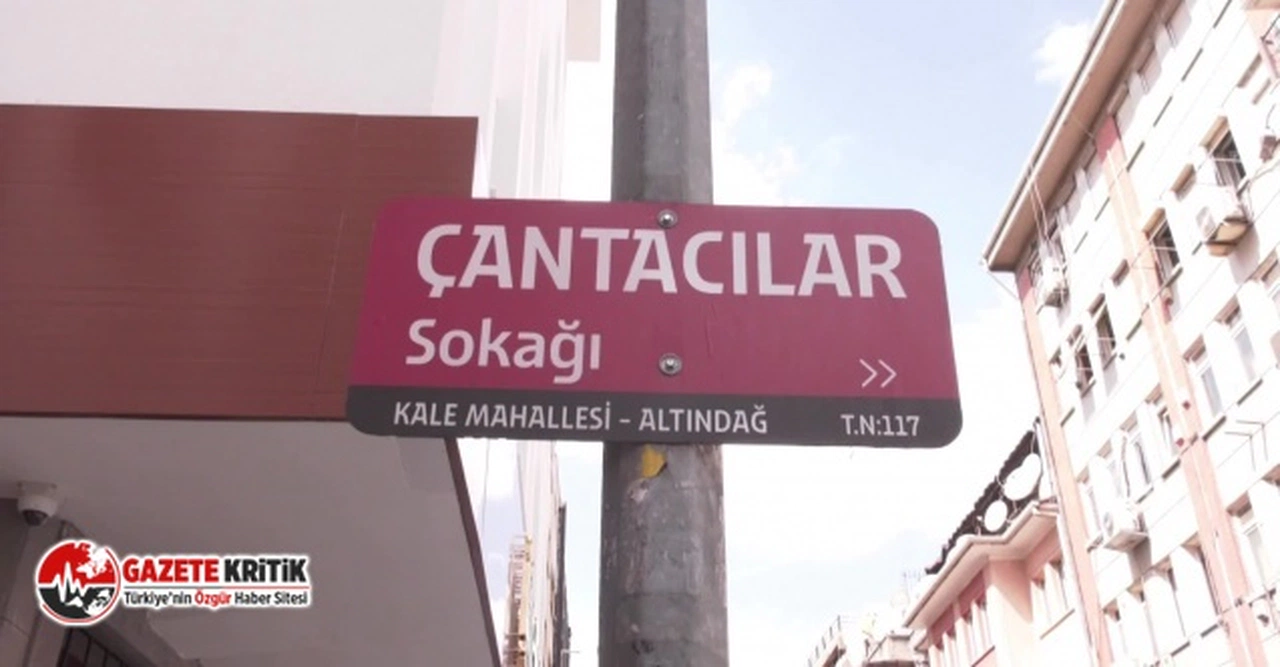 ÇANTACILAR
Sokağı
>>
KALE MAHALLESİ - ALTINDAĞ T.N:117
GAZETE KRİTİK
Türkiye'nin Özgür Haber Sitesi